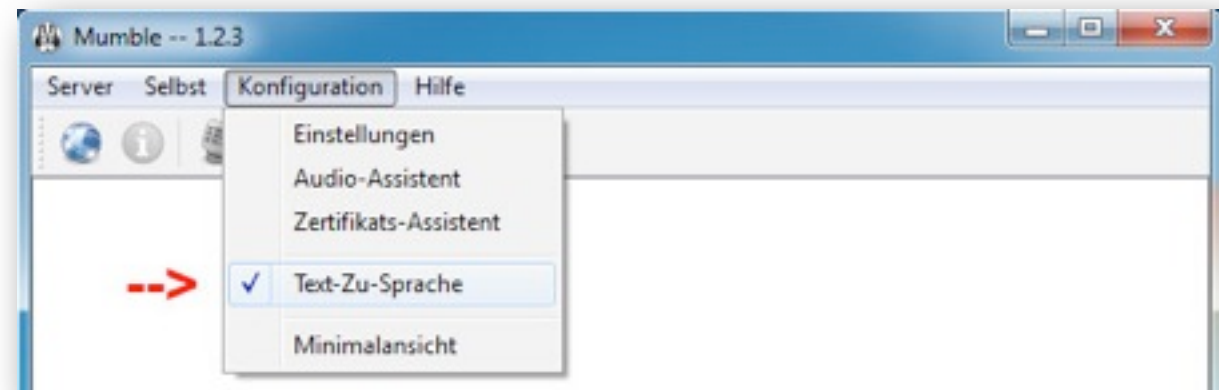 Mumble -- 1.2.3
Server Selbst Konfiguration Hilfe
Einstellungen
Audio-Assistent
Zertifikats-Assistent
--> ✓ Text-Zu-Sprache
Minimalansicht